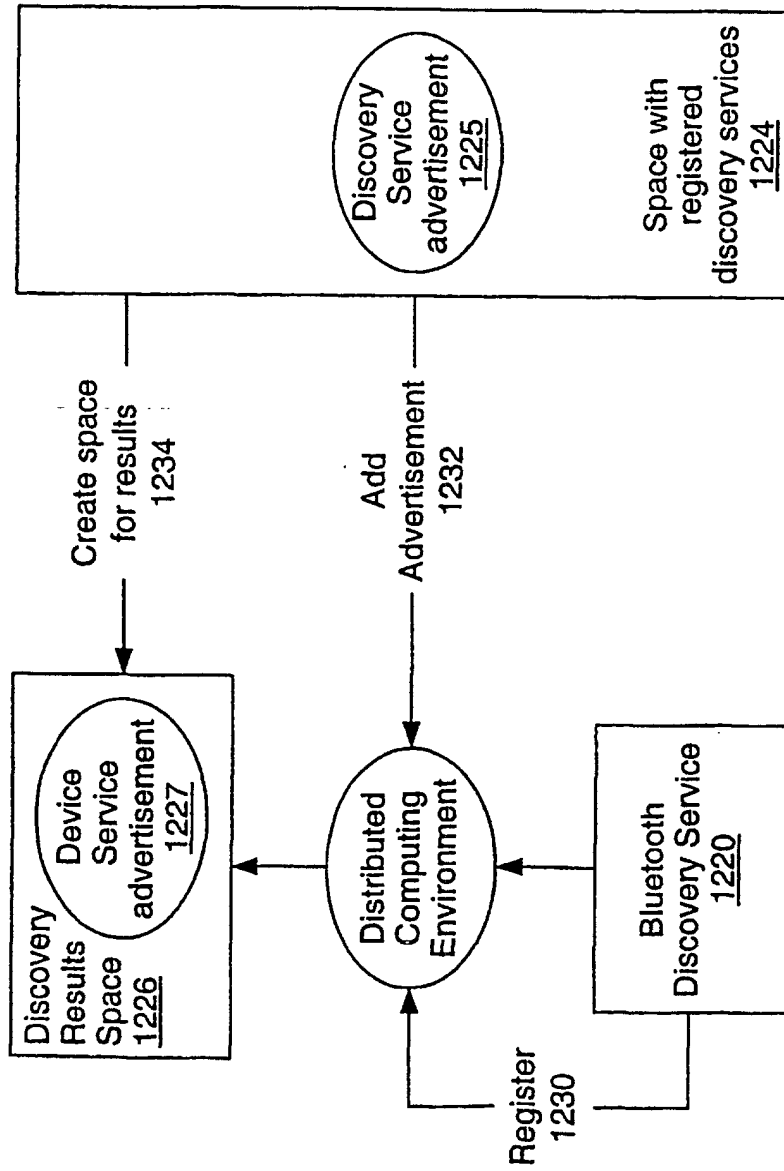 Discovery
Results
Space
1226
Device
Service
advertisement
1227
Create space
for results
1234
Discovery
Service
advertisement
1225
Space with
registered
discovery services
1224
Distributed
Computing
Environment
Add
Advertisement
1232
Register
1230
Bluetooth
Discovery Service
1220